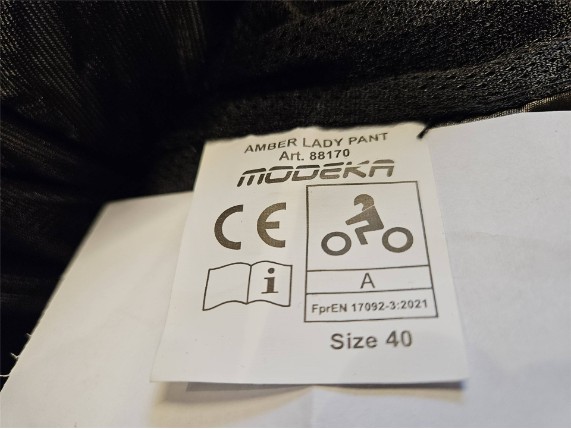 AMBER LADY PANT
Art. 88170
MODEKA
CE
i
A
FprEN 17092-3:2021
Size 40